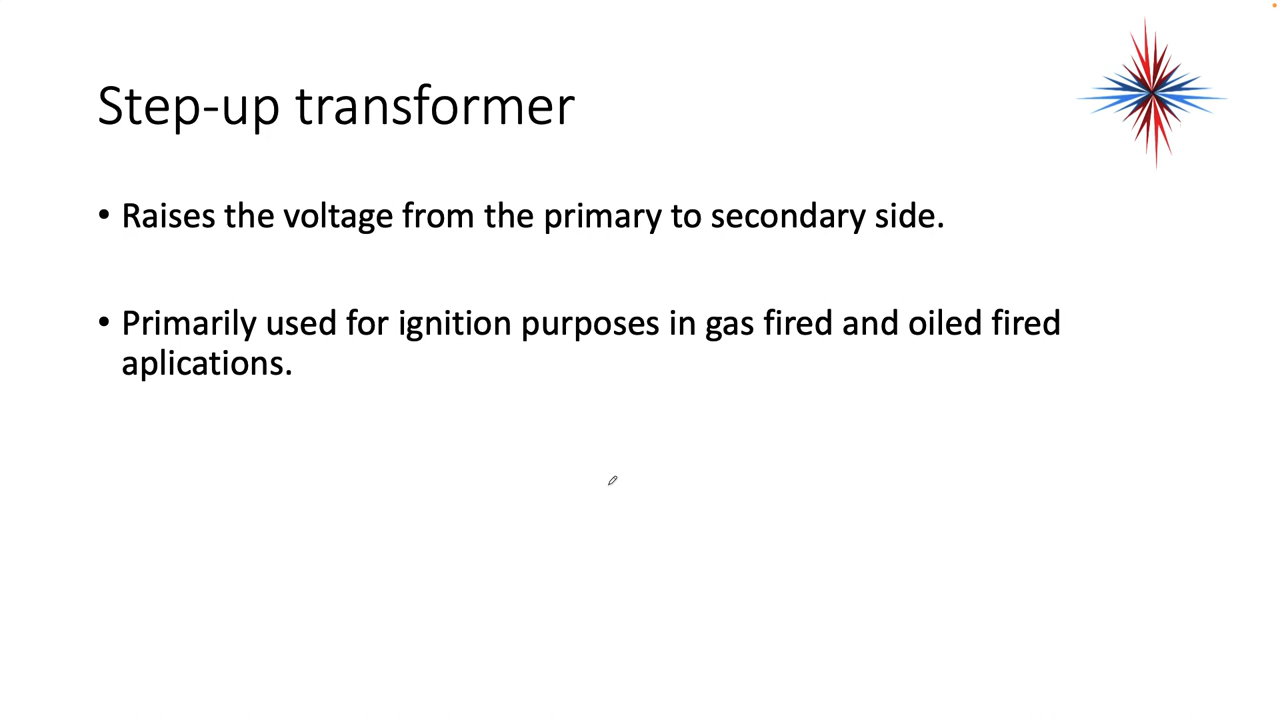 Step-up transformer
• Raises the voltage from the primary to secondary side.
• Primarily used for ignition purposes in gas fired and oiled fired
aplications.